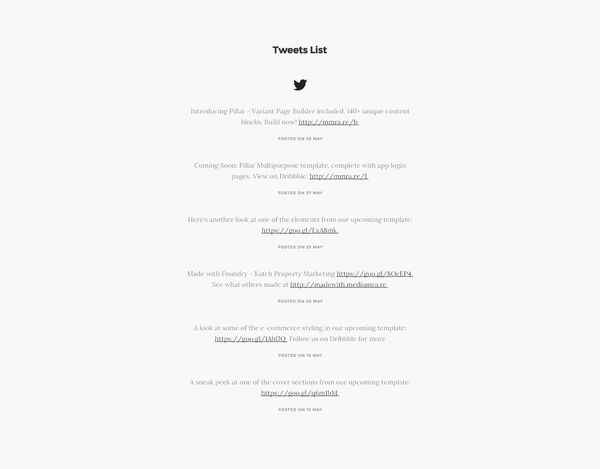 Tweets List
Introducing Pillar - Variant Page Builder included. 140+ unique content
blocks. Build now! http://mmra.re/b
POSTED ON 28 MAY
Coming Soon: Pillar Multipurpose template, complete with app login
pages. View on Dribbble: http://mmra.re/1
POSTED ON 27 MAY
Here's another look at one of the elements from our upcoming template:
https://goo.gl/LxA8mk
POSTED ON 23 MAY
Made with Foundry - Katch Property Marketing https://goo.gl/8QcEP4
See what others made at http://madewith.mediumra.re
POSTED ON 20 MAY
A look at some of the e-commerce styling in our upcoming template:
Follow us on Dribbble for more
POSTED ON 18 MAY
A sneak peek at one of the cover sections from our upcoming template:
https://goo.gl/q6m1bM
POSTED ON 16 MAY